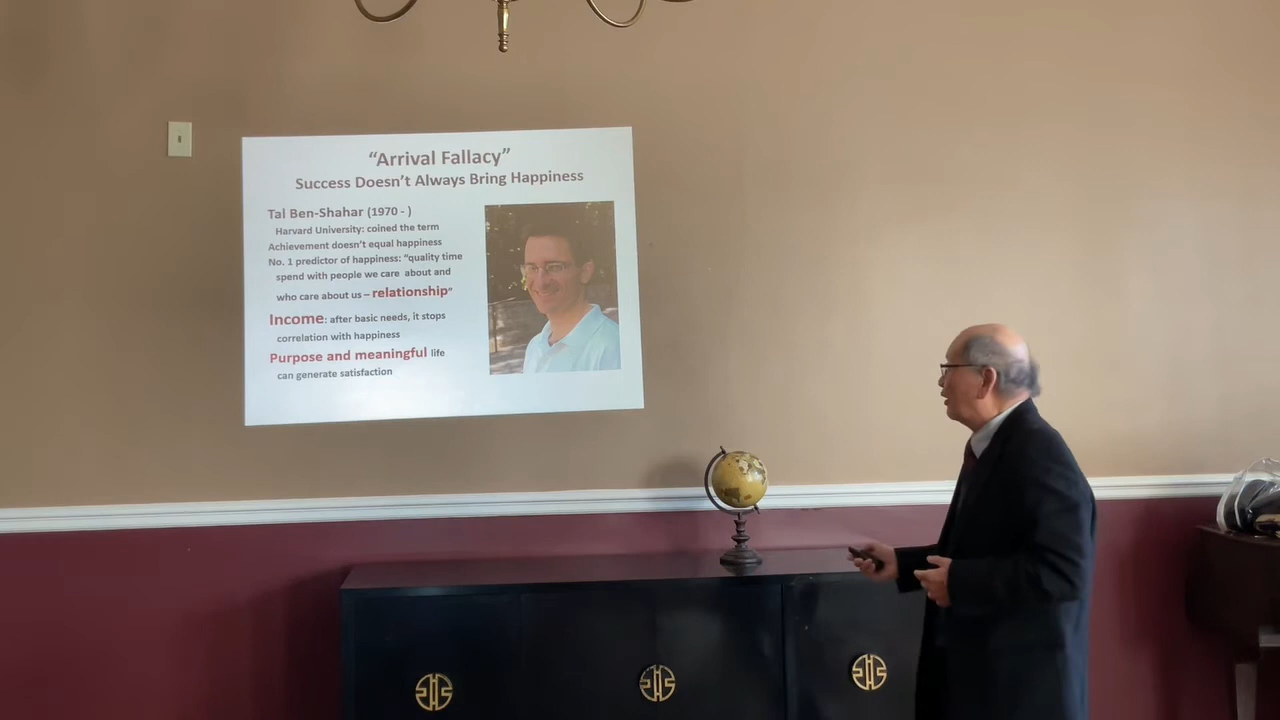 “Arrival Fallacy”
Success Doesn’t Always Bring Happiness
Tal Ben-Shahar (1970 - )
Harvard University: coined the term
Achievement doesn’t equal happiness
No. 1 predictor of happiness: “quality time
spend with people we care about and
who care about us – relationship”
Income: after basic needs, it stops
correlation with happiness
Purpose and meaningful life
can generate satisfaction